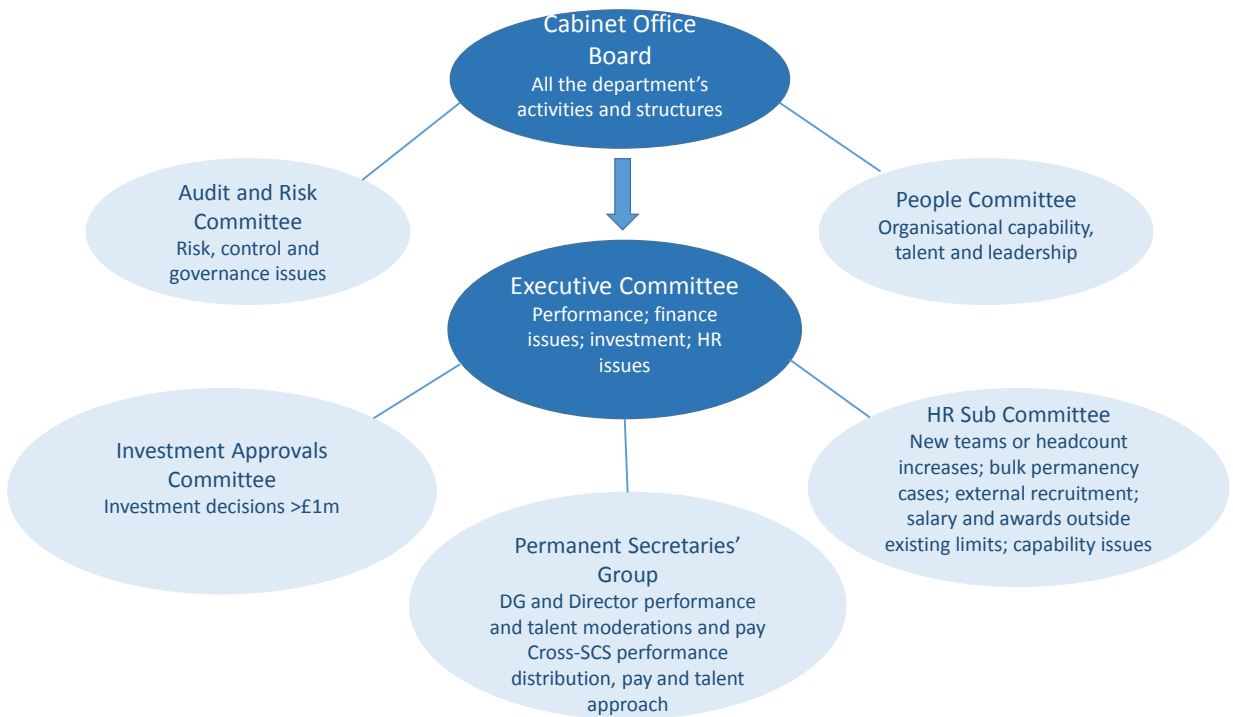 Cabinet Office
Board
All the department’s
activities and structures
Audit and Risk
Committee
Risk, control and
governance issues
People Committee
Organisational capability,
talent and leadership
Executive Committee
Performance; finance
issues; investment; HR
issues
Investment Approvals
Committee
Investment decisions >£1m
Permanent Secretaries’
Group
DG and Director performance
and talent moderations and pay
Cross-SCS performance
distribution, pay and talent
approach
HR Sub Committee
New teams or headcount
increases; bulk permanency
cases; external recruitment;
salary and awards outside
existing limits; capability issues